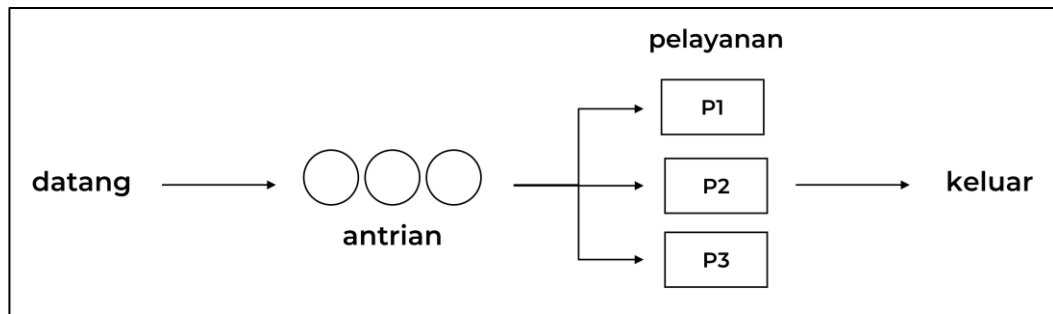 pelayanan
P1
datang
P2
keluar
antrian
P3